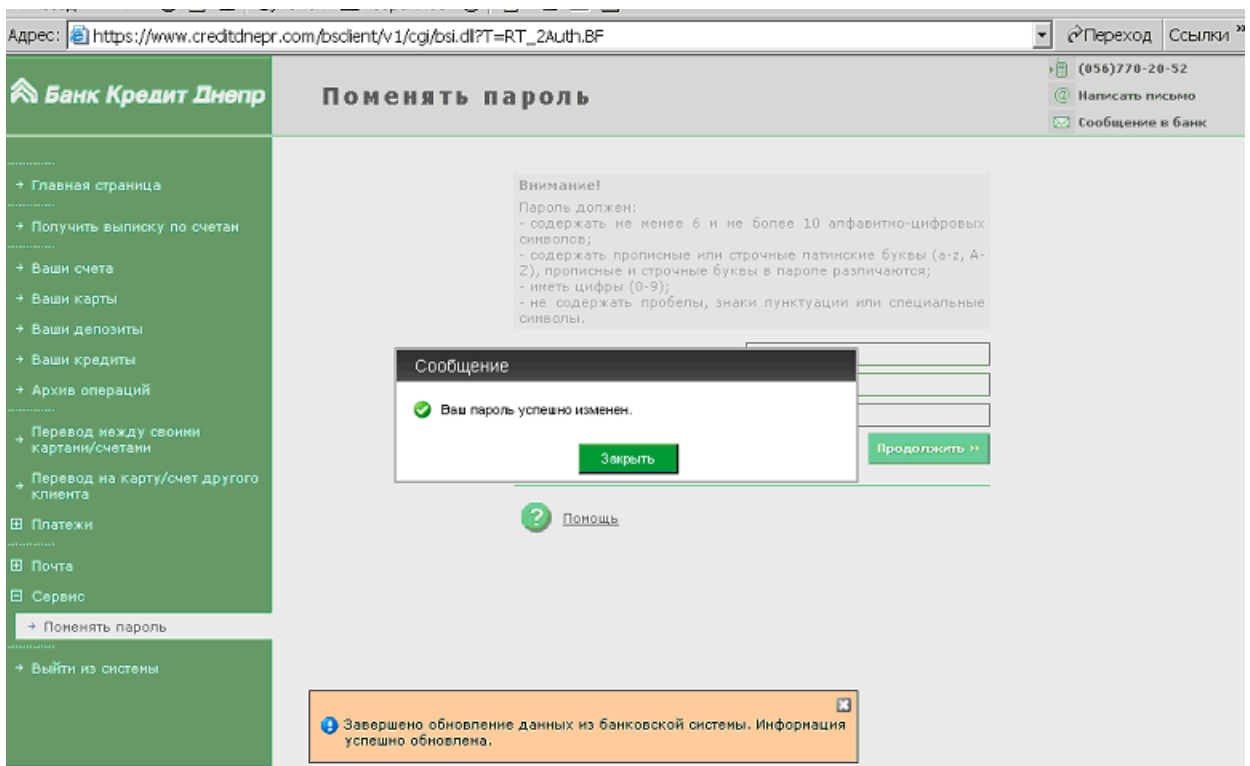 Адрес: https://www.creditdnepr.com/bsclient/v1/cgi/bsi.dll?T=RT_2Auth.BF Переход Ссылки »
Банк Кредит Днепр
Поменять пароль
(056)770-20-52
Написать письмо
Сообщение в банк
Главная страница
Получить выписку по счетам
Ваши счета
Ваши карты
Ваши депозиты
Ваши кредиты
Архив операций
Перевод между своими
картами/счетами
Перевод на карту/счет другого
клиента
Платежи
Почта
Сервис
Поменять пароль
Выйти из системы
Внимание!
Пароль должен:
- содержать не менее 6 и не более 10 алфавитно-цифровых
символов;
- содержать прописные или строчные латинские буквы (a-z, A-
Z), прописные и строчные буквы в пароле различаются;
- иметь цифры (0-9);
- не содержать пробелы, знаки пунктуации или специальные
символы.
Сообщение
Ваш пароль успешно изменен.
Закрыть
Продолжить »
Помощь
Завершено обновление данных из банковской системы. Информация
успешно обновлена.